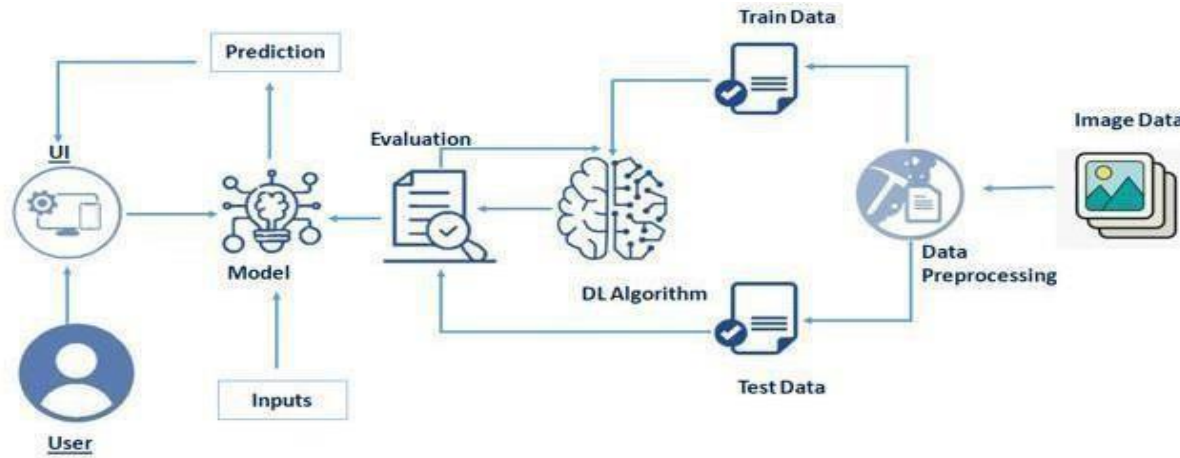 Train Data
Prediction
Image Data
Evaluation
UI
Data
Preprocessing
Model
DL Algorithm
Test Data
Inputs
User